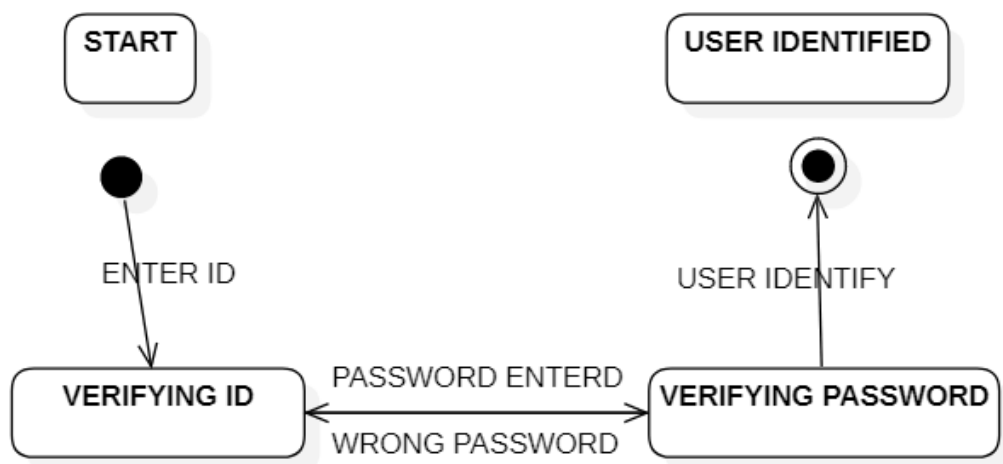 START
USER IDENTIFIED
ENTER ID
USER IDENTIFY
VERIFYING ID
PASSWORD ENTERD
WRONG PASSWORD
VERIFYING PASSWORD